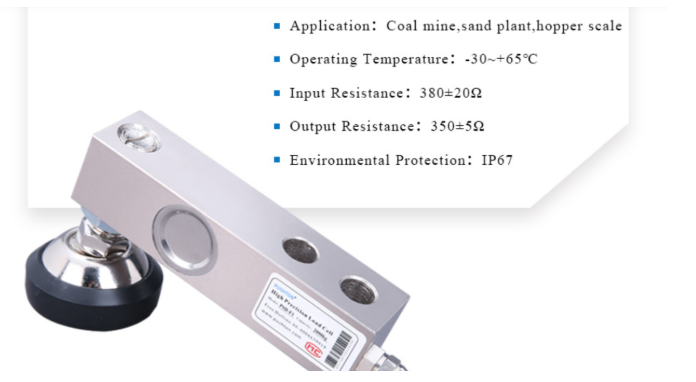 Application：Coal mine,sand plant,hopper scale
Operating Temperature：-30~+65℃
Input Resistance：380±20Ω
Output Resistance：350±5Ω
Environmental Protection：IP67
High Precision Load Cell